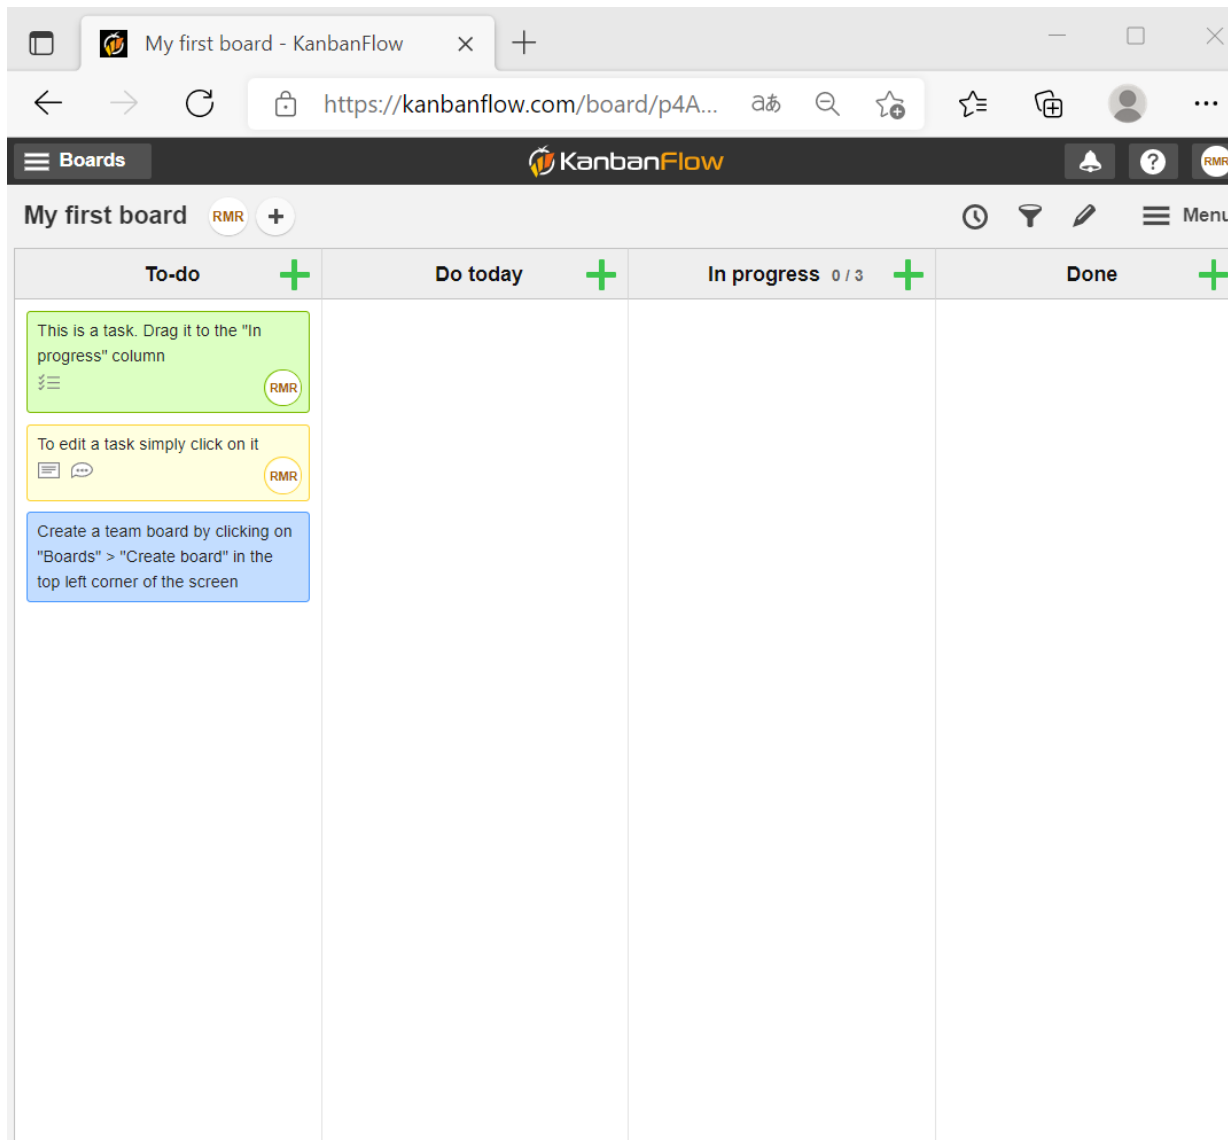 My first board - KanbanFlow
https://kanbanflow.com/board/p4A... aあ
Boards KanbanFlow ? RMR
My first board RMR + Menu
To-do Do today In progress 0 / 3 Done
This is a task. Drag it to the "In
progress" column
RMR
To edit a task simply click on it
RMR
Create a team board by clicking on
"Boards" > "Create board" in the
top left corner of the screen